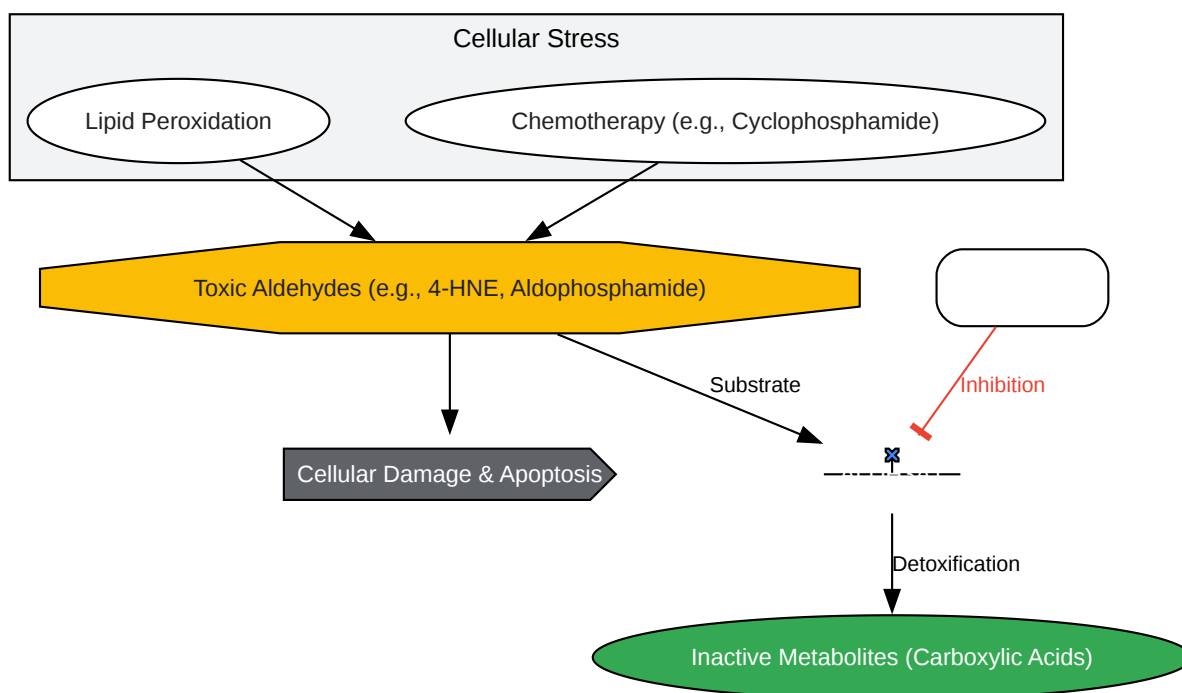 Cellular Stress
Lipid Peroxidation
Chemotherapy (e.g., Cyclophosphamide)
Toxic Aldehydes (e.g., 4-HNE, Aldophosphamide)
Substrate
Inhibition
Cellular Damage & Apoptosis
Detoxification
Inactive Metabolites (Carboxylic Acids)